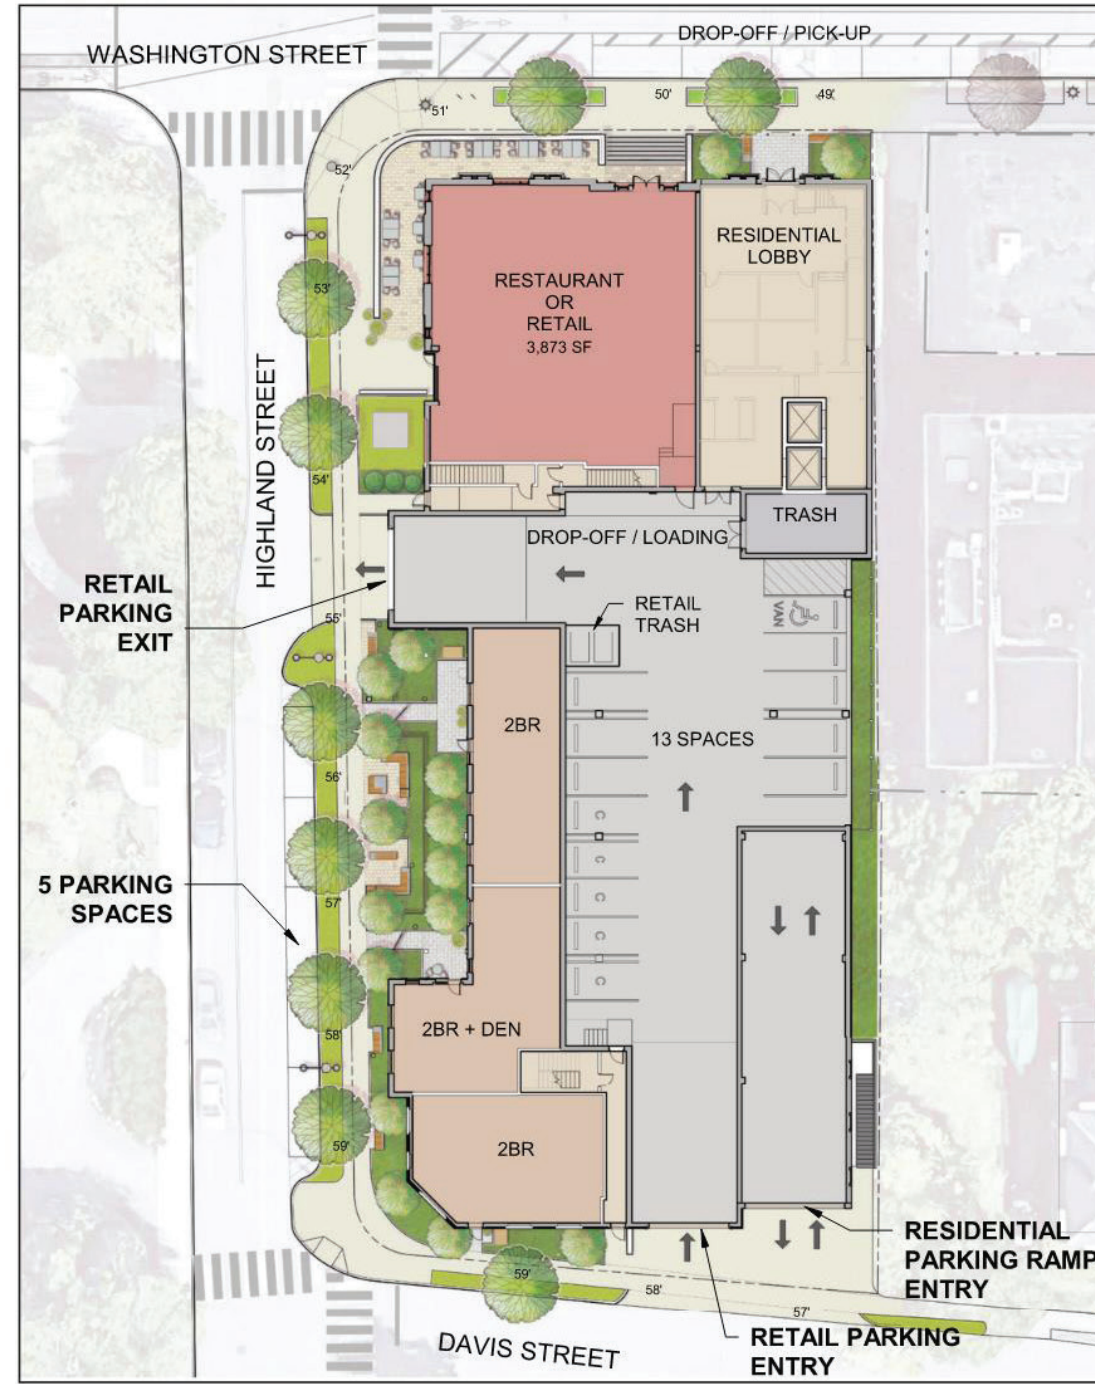 DROP-OFF / PICK-UP
WASHINGTON STREET
50'
49'
51'
52'
RESIDENTIAL
LOBBY
RESTAURANT
OR
RETAIL
3,873 SF
53'
HIGHLAND STREET
54'
TRASH
DROP-OFF / LOADING
RETAIL
PARKING
EXIT
RETAIL
TRASH
VAN
55'
2BR
13 SPACES
56'
C
C
5 PARKING
SPACES
C
57'
C
C
58'
2BR + DEN
59'
2BR
RESIDENTIAL
PARKING RAMP
ENTRY
59'
58'
57'
RETAIL PARKING
ENTRY
DAVIS STREET